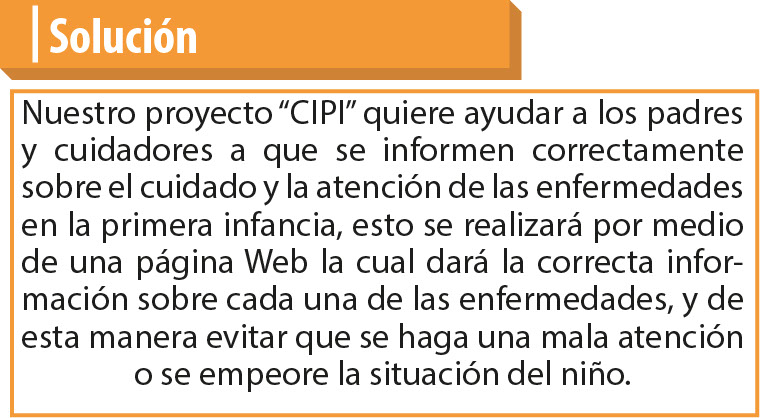 Solución
Nuestro proyecto “CIPI” quiere ayudar a los padres
y cuidadores a que se informen correctamente
sobre el cuidado y la atención de las enfermedades
en la primera infancia, esto se realizará por medio
de una página Web la cual dará la correcta infor-
mación sobre cada una de las enfermedades, y de
esta manera evitar que se haga una mala atención
o se empeore la situación del niño.